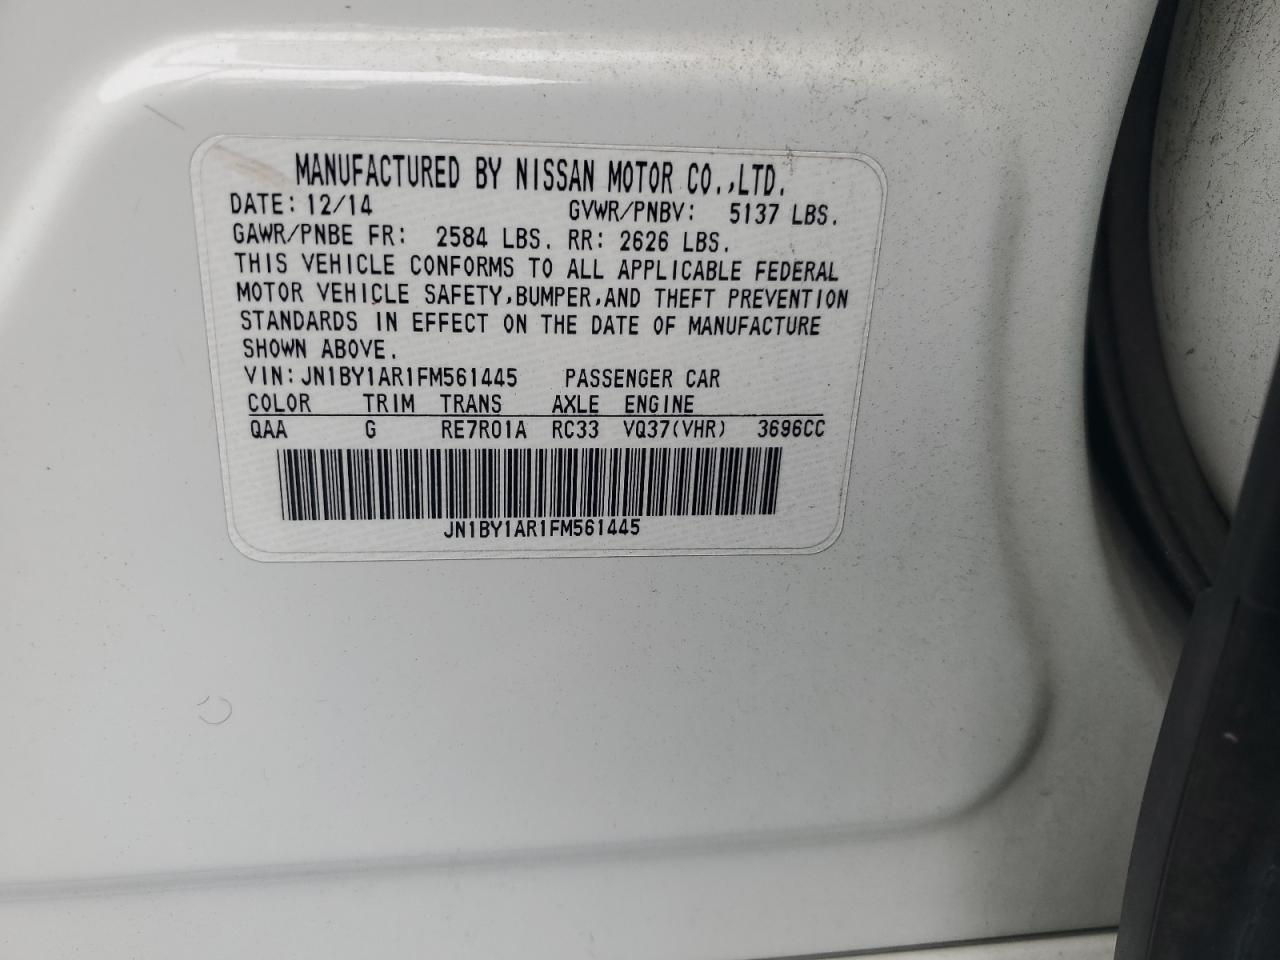 MANUFACTURED BY NISSAN MOTOR CO.,LTD.
DATE: 12/14 GVWR/PNBV: 5137 LBS.
GAWR/PNBE FR: 2584 LBS. RR: 2626 LBS.
THIS VEHICLE CONFORMS TO ALL APPLICABLE FEDERAL
MOTOR VEHICLE SAFETY,BUMPER,AND THEFT PREVENTION
STANDARDS IN EFFECT ON THE DATE OF MANUFACTURE
SHOWN ABOVE.
VIN: JN1BY1AR1FM561445 PASSENGER CAR
COLOR TRIM TRANS AXLE ENGINE
QAA G RE7R01A RC33 VQ37(VHR) 3696CC
JN1BY1AR1FM561445